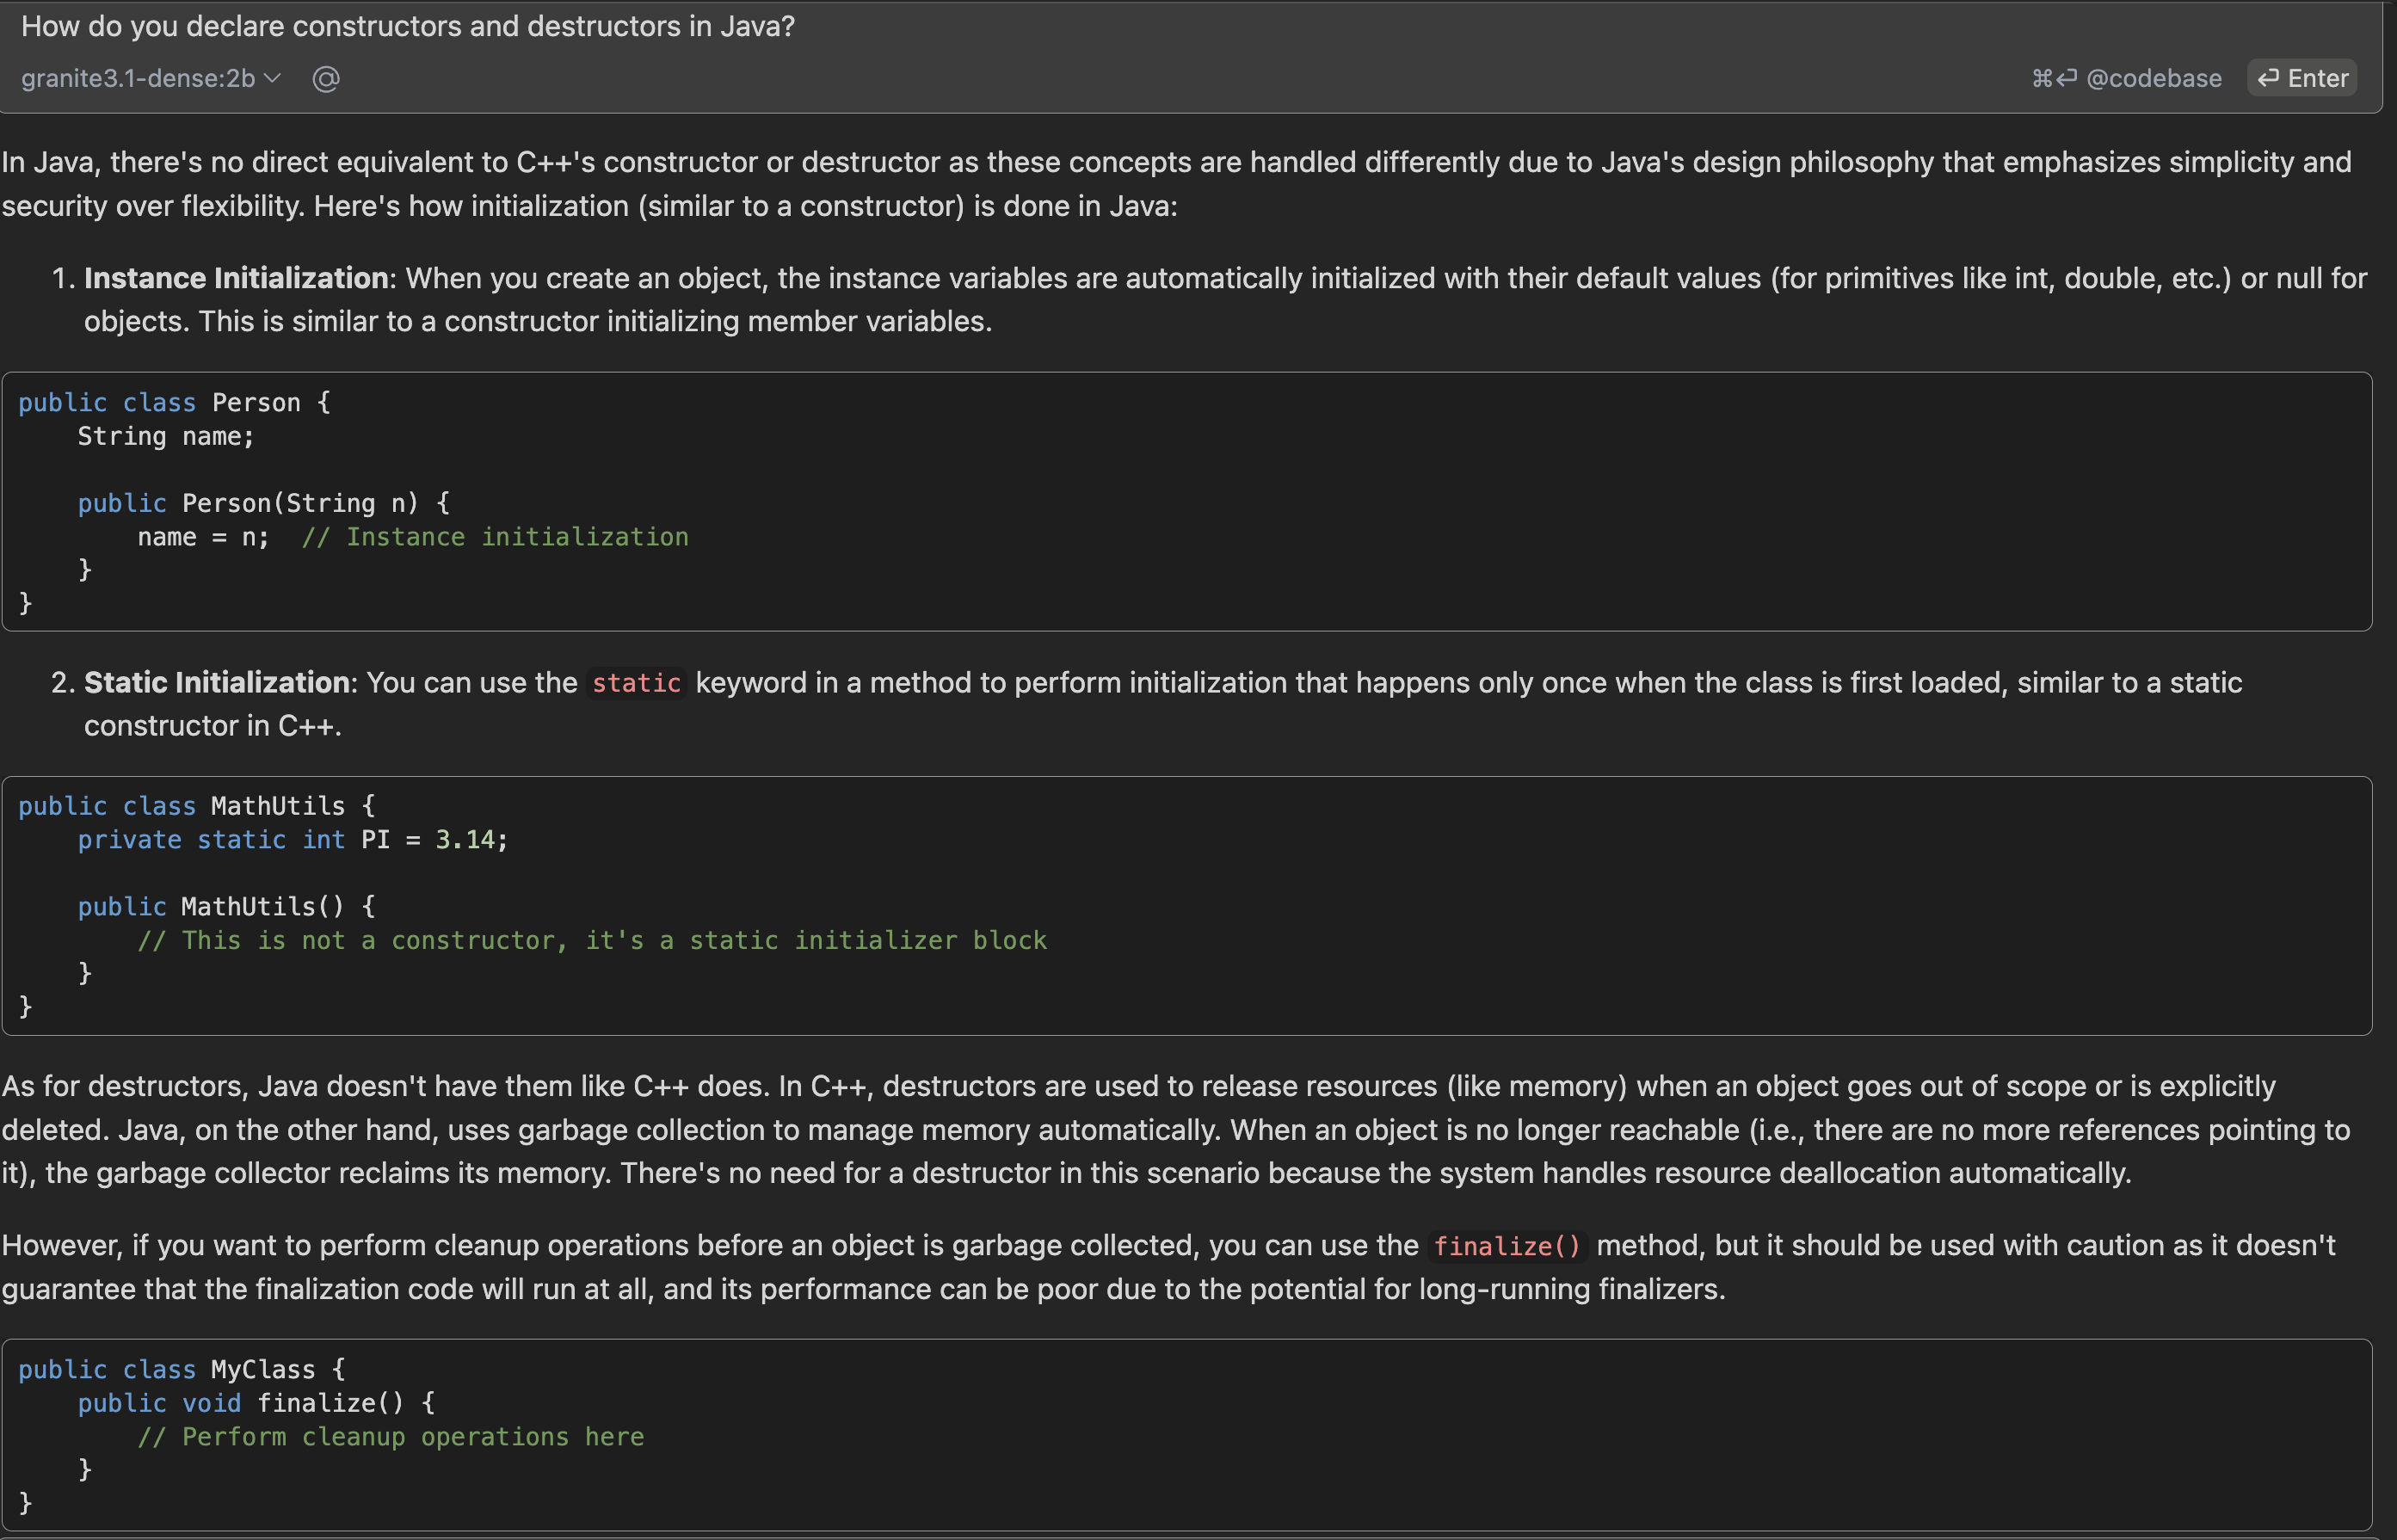 How do you declare constructors and destructors in Java?
granite3.1-dense:2b @ ⌘⏎ @codebase ⏎ Enter
In Java, there's no direct equivalent to C++'s constructor or destructor as these concepts are handled differently due to Java's design philosophy that emphasizes simplicity and
security over flexibility. Here's how initialization (similar to a constructor) is done in Java:
1. Instance Initialization: When you create an object, the instance variables are automatically initialized with their default values (for primitives like int, double, etc.) or null for
objects. This is similar to a constructor initializing member variables.
public class Person {
    String name;
    public Person(String n) {
        name = n;  // Instance initialization
    }
}
2. Static Initialization: You can use the static keyword in a method to perform initialization that happens only once when the class is first loaded, similar to a static
constructor in C++.
public class MathUtils {
    private static int PI = 3.14;
    public MathUtils() {
        // This is not a constructor, it's a static initializer block
    }
}
As for destructors, Java doesn't have them like C++ does. In C++, destructors are used to release resources (like memory) when an object goes out of scope or is explicitly
deleted. Java, on the other hand, uses garbage collection to manage memory automatically. When an object is no longer reachable (i.e., there are no more references pointing to
it), the garbage collector reclaims its memory. There's no need for a destructor in this scenario because the system handles resource deallocation automatically.
However, if you want to perform cleanup operations before an object is garbage collected, you can use the finalize() method, but it should be used with caution as it doesn't
guarantee that the finalization code will run at all, and its performance can be poor due to the potential for long-running finalizers.
public class MyClass {
    public void finalize() {
        // Perform cleanup operations here
    }
}